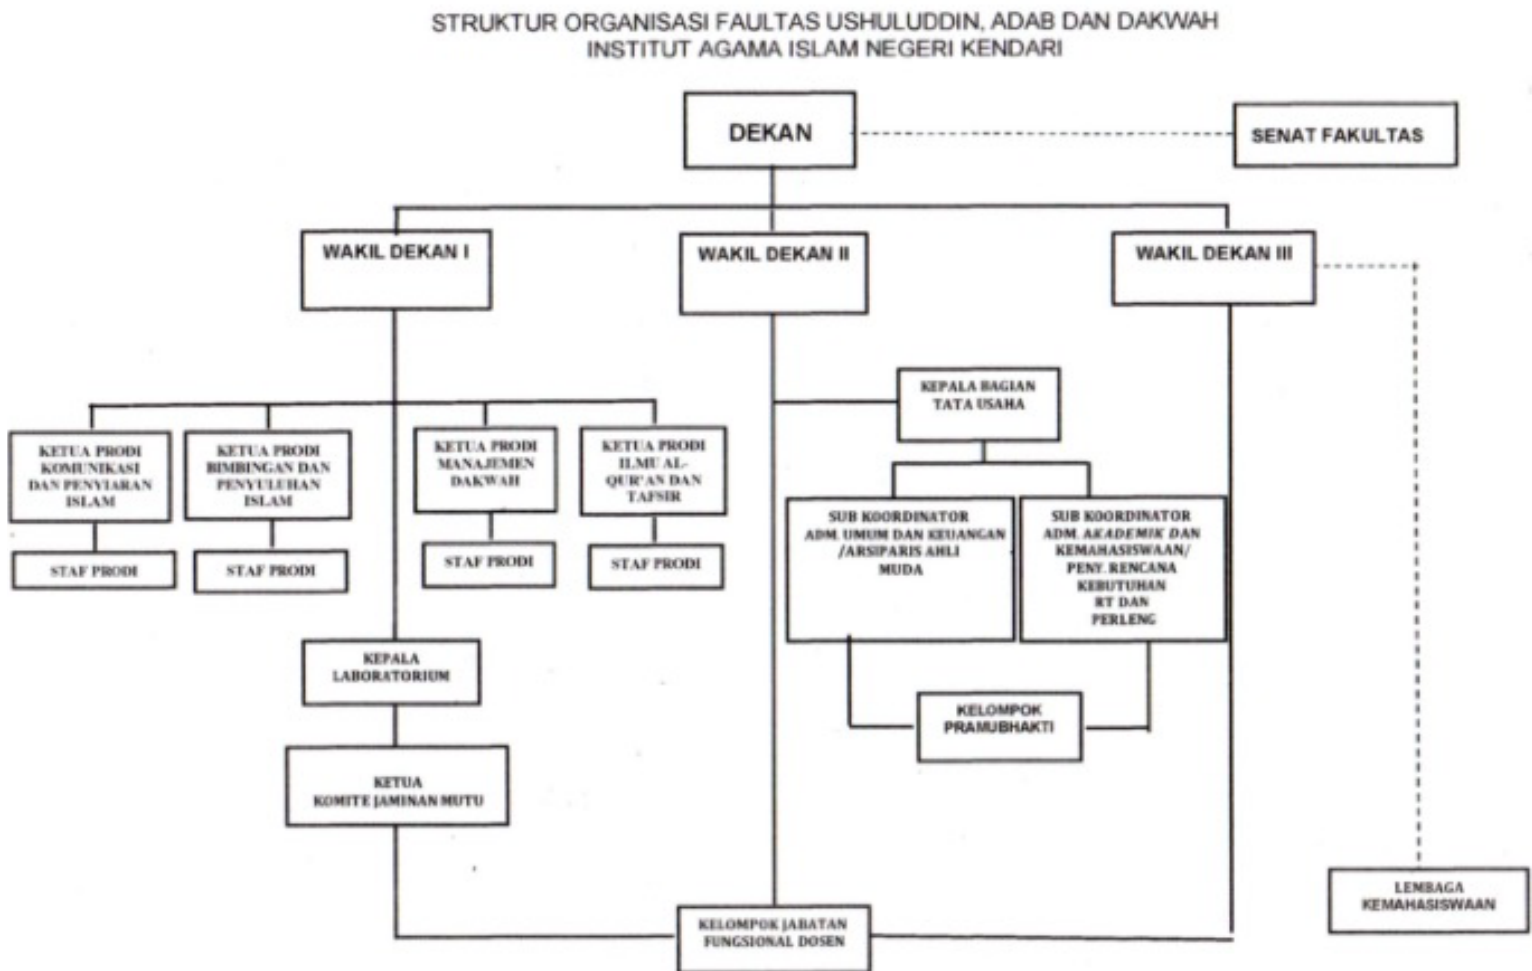 STRUKTUR ORGANISASI FAULTAS USHULUDDIN, ADAB DAN DAKWAH
INSTITUT AGAMA ISLAM NEGERI KENDARI
DEKAN
SENAT FAKULTAS
WAKIL DEKAN I
WAKIL DEKAN II
WAKIL DEKAN III
KEPALA BAGIAN
TATA USAHA
KETUA PRODI
KOMUNIKASI
DAN PENYIARAN
ISLAM
KETUA PRODI
BIMBINGAN DAN
PENYULUHAN
ISLAM
KETUA PRODI
MANAJEMEN
DAKWAH
KETUA PRODI
ILMU AL-
QUR'AN DAN
TAFSIR
STAF PRODI
STAF PRODI
STAF PRODI
STAF PRODI
SUB KOORDINATOR
ADM. UMUM DAN KEUANGAN
/ARSIPARIS AHLI
MUDA
SUB KOORDINATOR
ADM. AKADEMIK DAN
KEMAHASISWAAN/
PENY. RENCANA
KEBUTUHAN
RT DAN
PERLENG
KEPALA
LABORATORIUM
KELOMPOK
PRAMUBHAKTI
KETUA
KOMITE JAMINAN MUTU
KELOMPOK JABATAN
FUNGSIONAL DOSEN
LEMBAGA
KEMAHASISWAAN